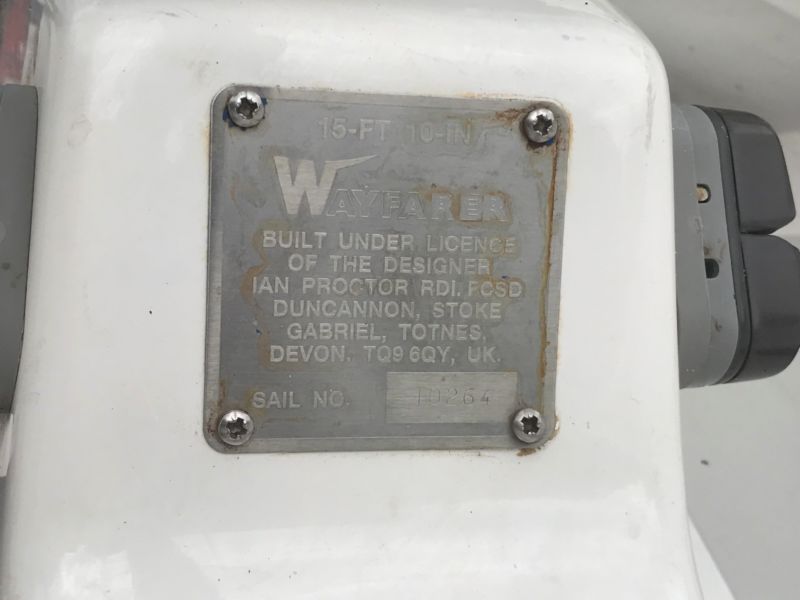 15-FT 10-IN
WAYFARER
BUILT UNDER LICENCE
OF THE DESIGNER
IAN PROCTOR RDI. FCSD
DUNCANNON, STOKE
GABRIEL, TOTNES,
DEVON. TQ9 6QY, UK.
SAIL NO. 10264